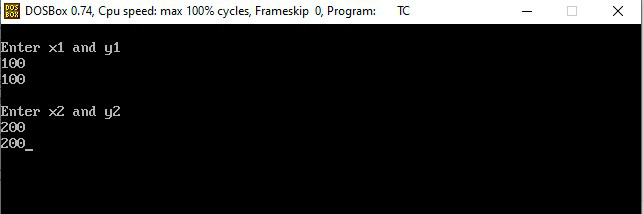 DOSBox 0.74, Cpu speed: max 100% cycles, Frameskip 0, Program: TC
Enter x1 and y1
100
100
Enter x2 and y2
200
200_